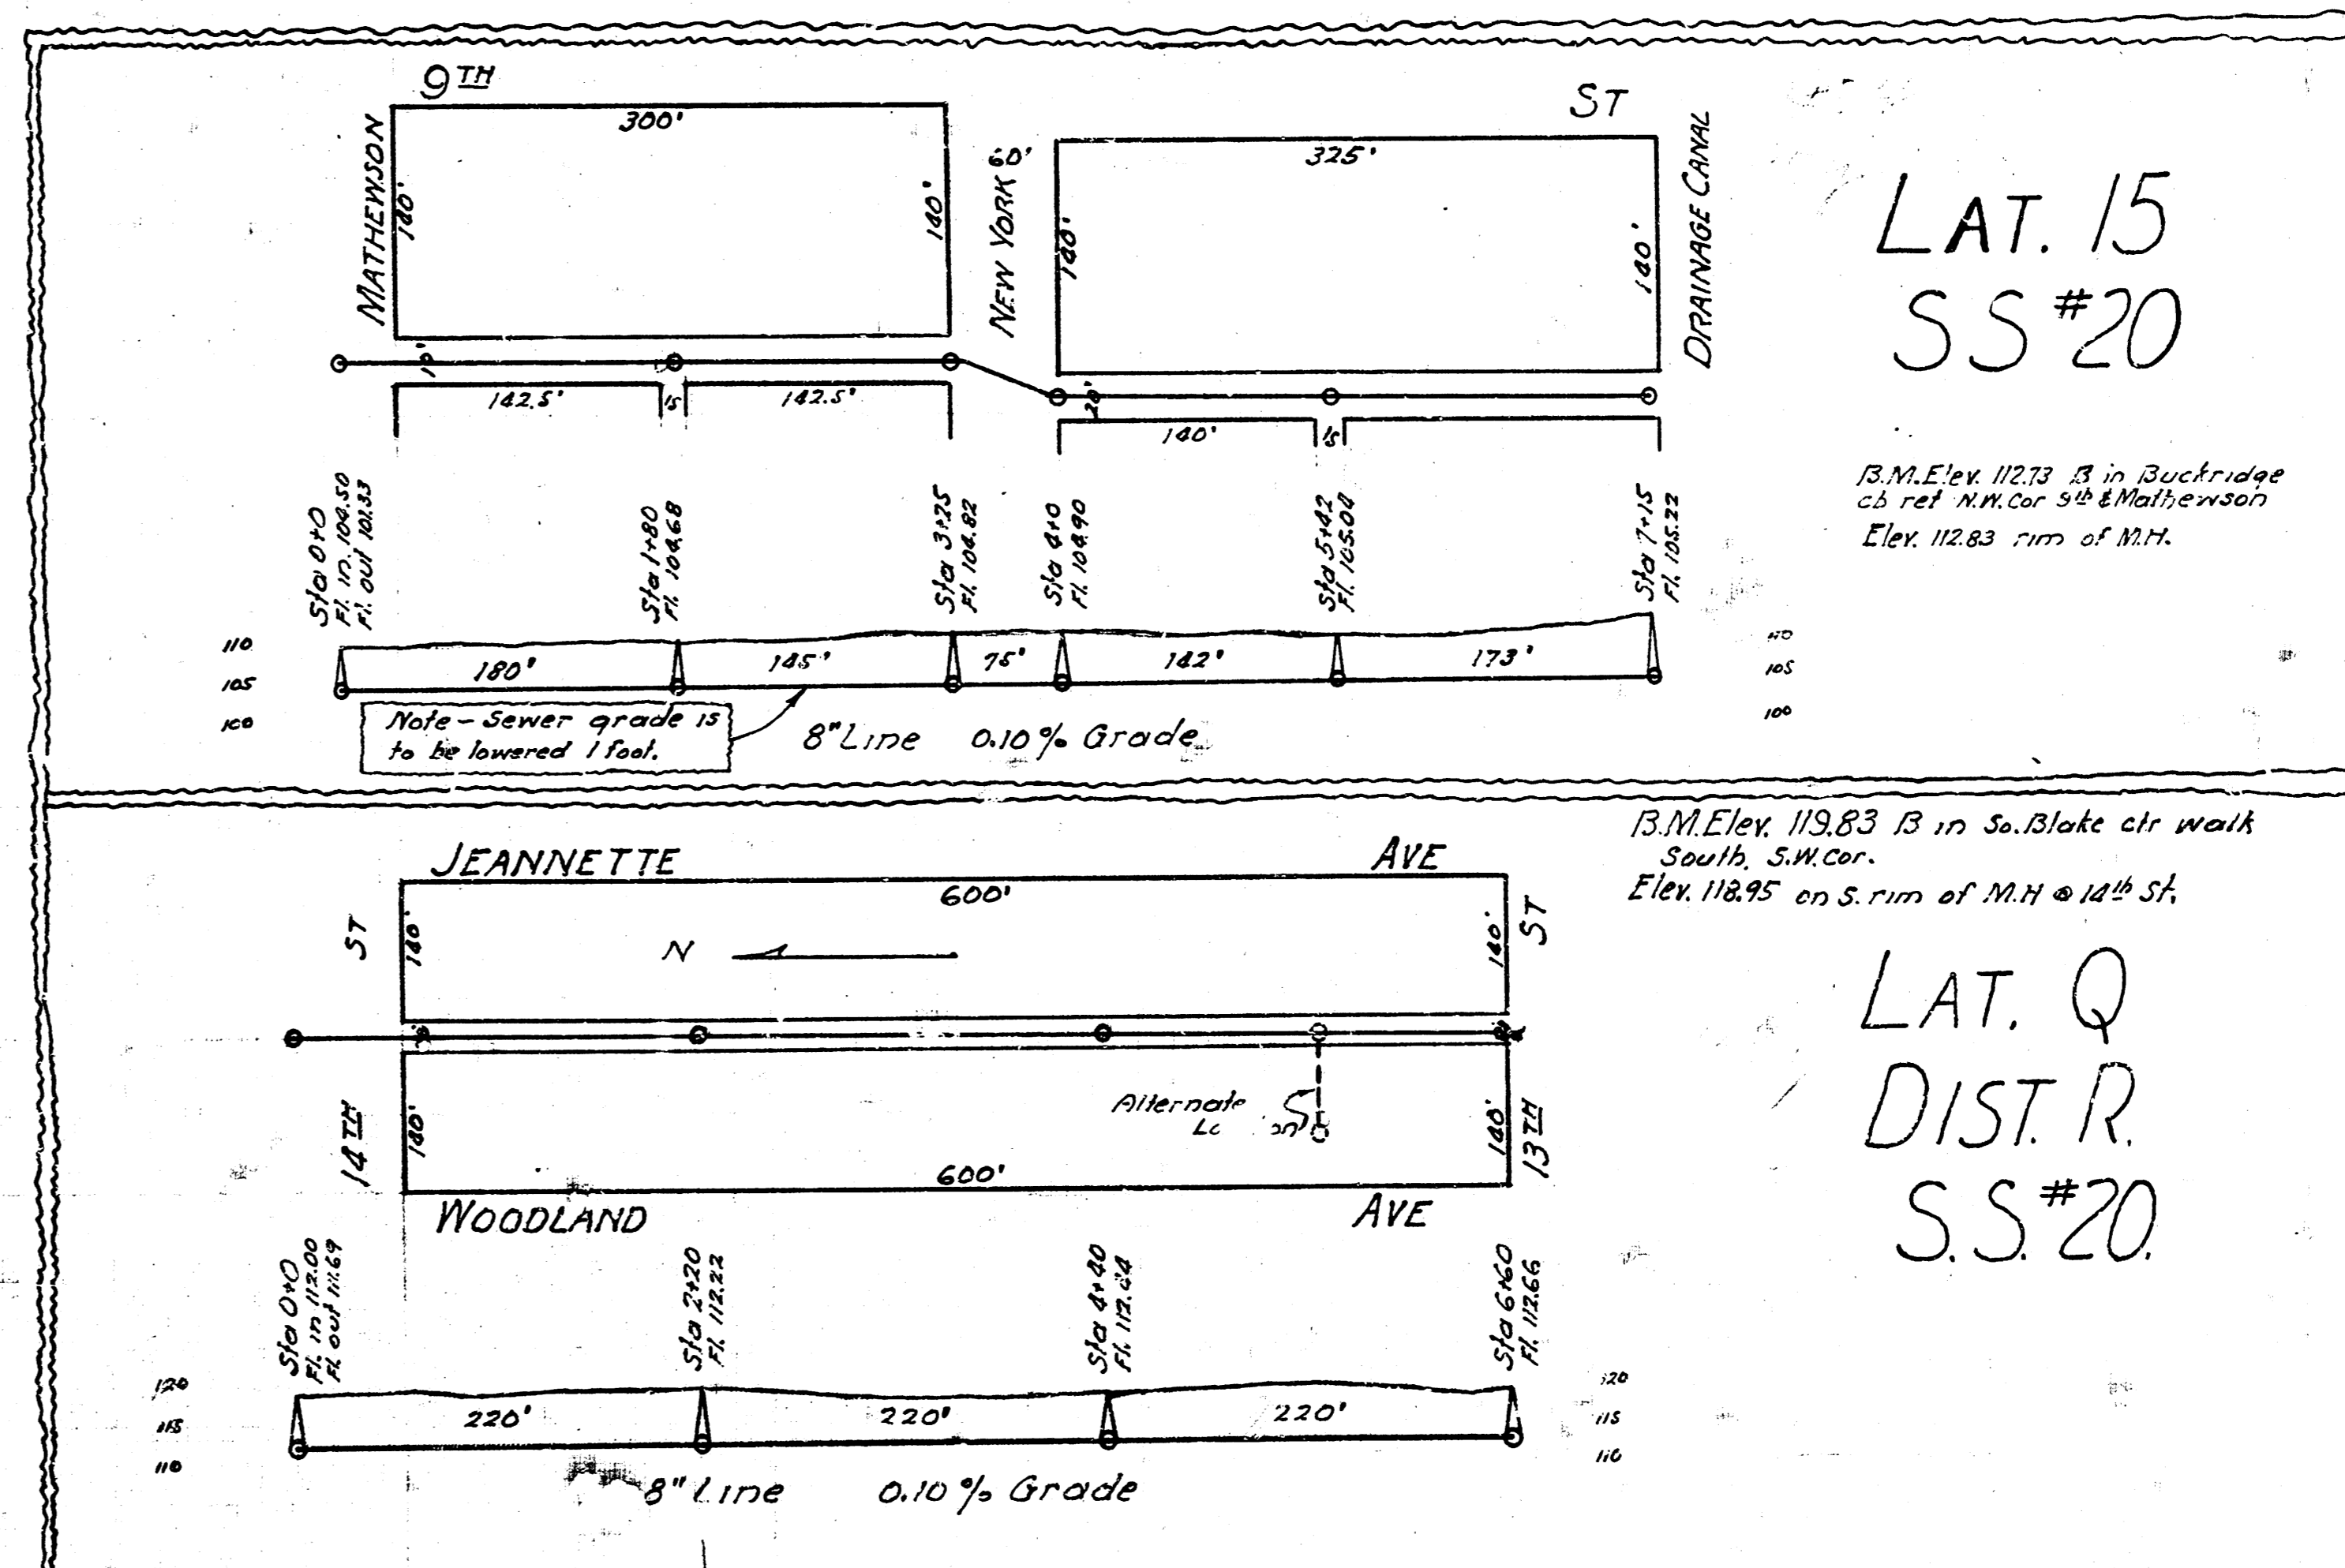 9TH ST
MATHEWSON
300'
140'
140'
NEW YORK 60'
325'
140'
140'
DRAINAGE CANAL
LAT. 15
SS #20
142.5'
15
142.5'
20'
140'
15
B.M.Elev. 112.73 B in Buckridge
cb ret N.W.Cor 9th & Mathewson
Elev. 112.83 rim of M.H.
Sta 0+0
Fl. in. 104.50
Fl. out 101.33
Sta 1+80
Fl. 104.68
Sta 3+25
Fl. 104.82
Sta 4+0
Fl. 104.90
Sta 5+42
Fl. 105.04
Sta 7+15
Fl. 105.22
110
105
100
180'
145'
75'
142'
173'
110
105
100
Note - Sewer grade is
to be lowered 1 foot.
8" Line 0.10% Grade
B.M.Elev. 119.83 B in So.Blake ctr walk
South, S.W.Cor.
Elev. 118.95 on S. rim of M.H @ 14th St.
JEANNETTE AVE
600'
14TH ST
140'
N
140'
13TH ST
140'
Alternate
140'
600'
WOODLAND AVE
LAT. Q
DIST. R.
S.S. #20.
Sta 0+0
Fl. in 112.00
Fl. out 111.69
Sta 2+20
Fl. 112.22
Sta 4+40
Fl. 112.44
Sta 6+60
Fl. 112.66
120
115
110
220'
220'
220'
120
115
110
8" Line 0.10% Grade